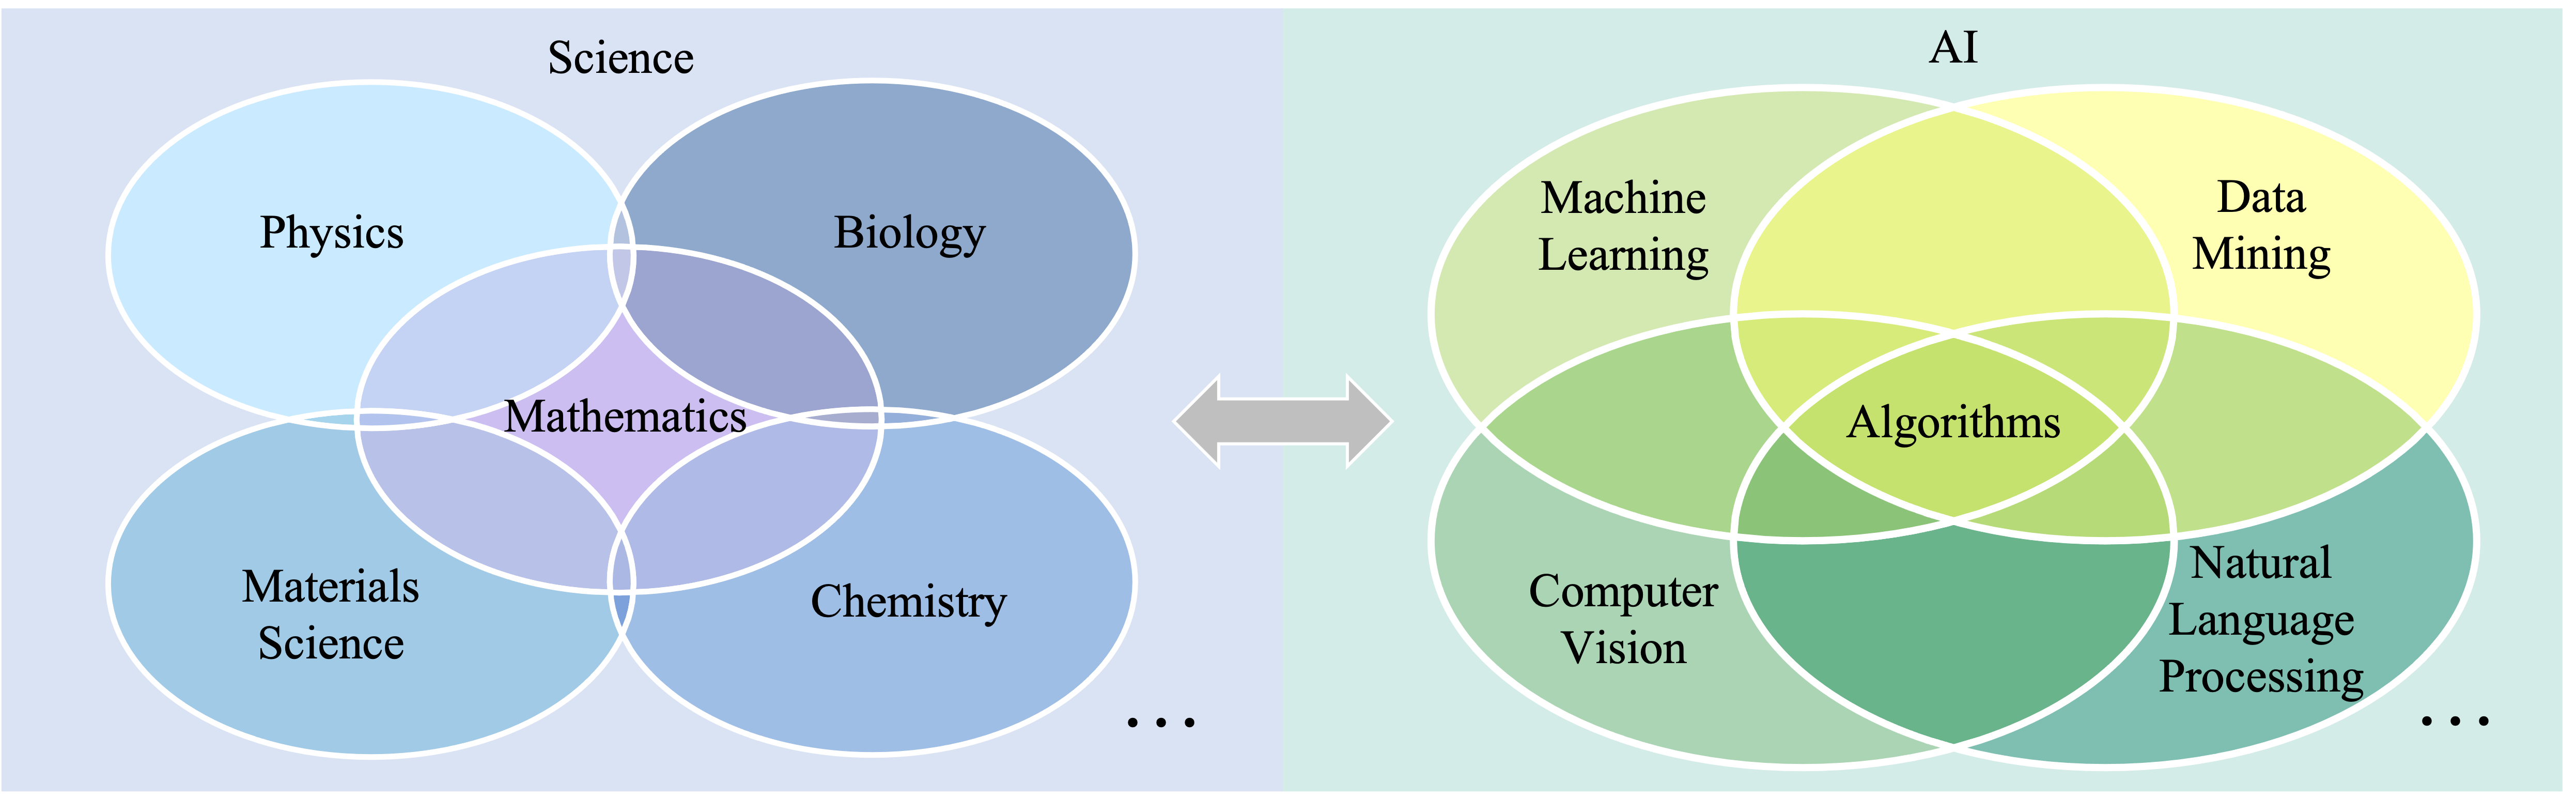 Science
Physics
Biology
Mathematics
Materials
Science
Chemistry
...
AI
Machine
Learning
Data
Mining
Algorithms
Computer
Vision
Natural
Language
Processing
...